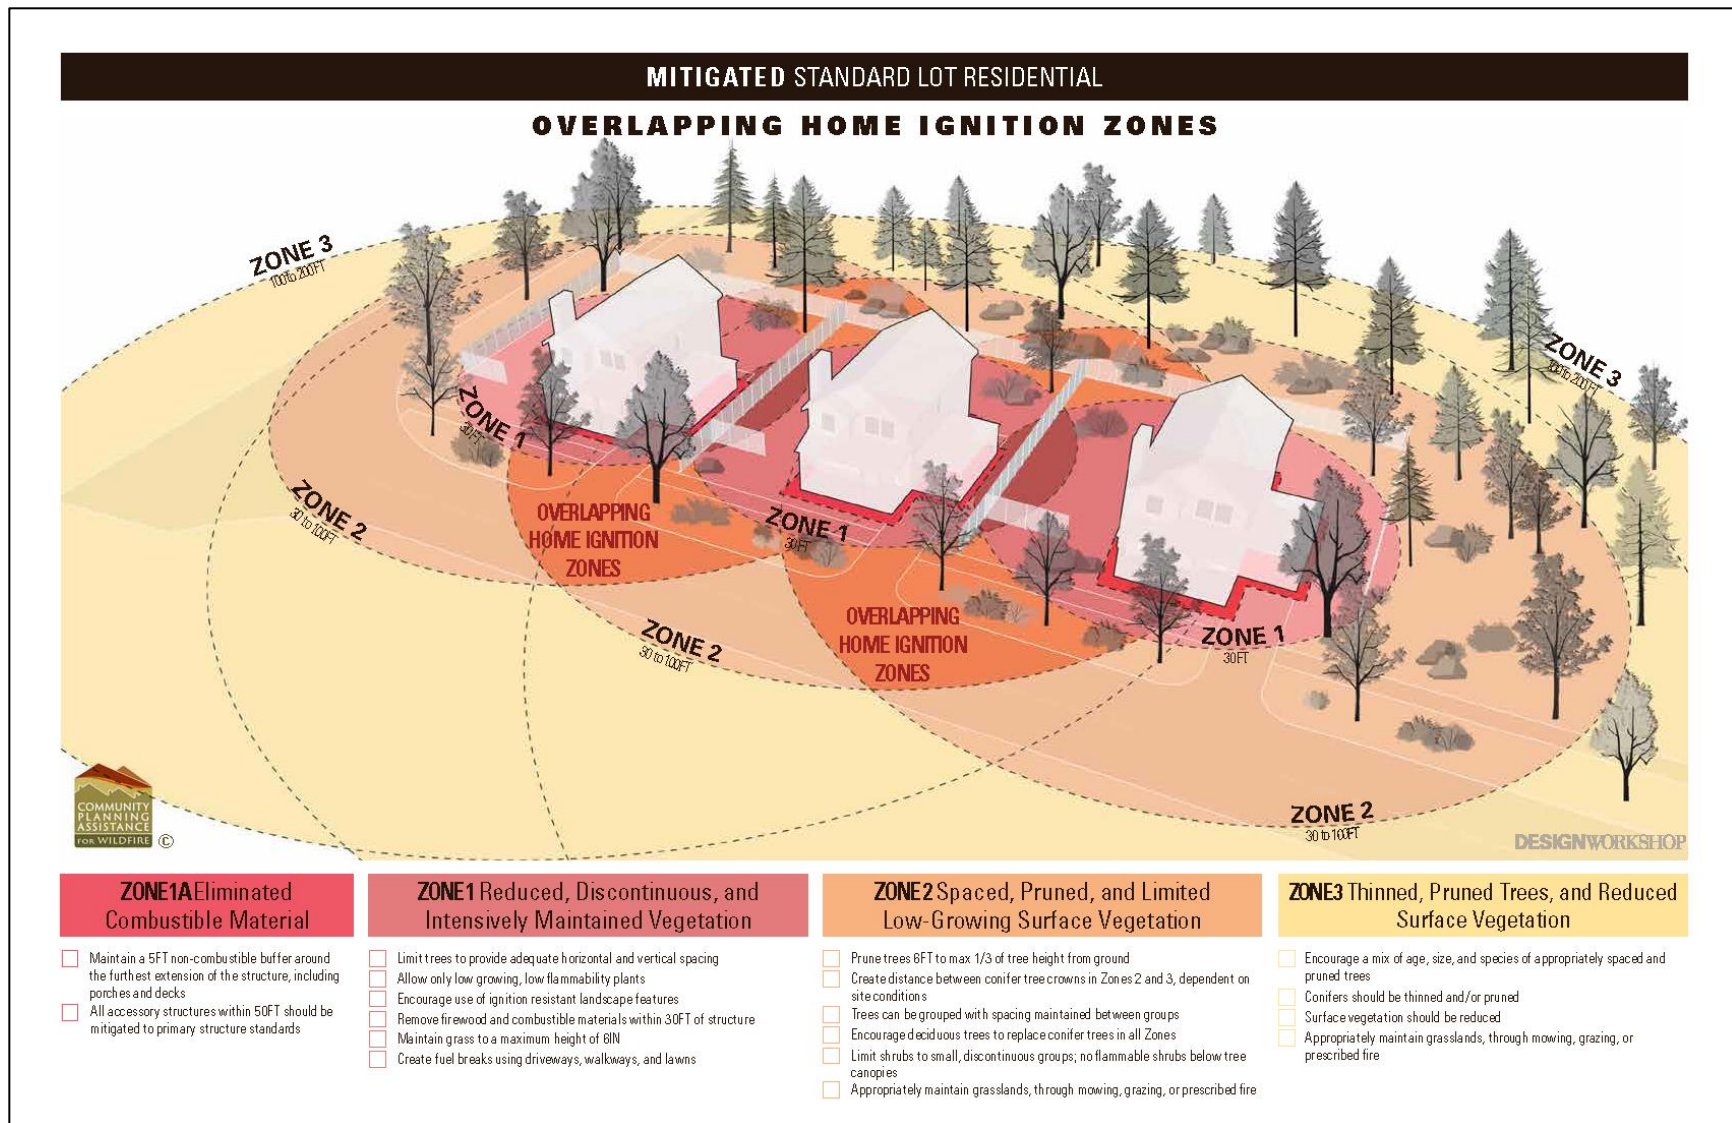 MITIGATED STANDARD LOT RESIDENTIAL
OVERLAPPING HOME IGNITION ZONES
ZONE 3
100 to 200FT
ZONE 3
100 to 200FT
ZONE 1
30FT
ZONE 2
30 to 100FT
OVERLAPPING
HOME IGNITION
ZONES
ZONE 1
30FT
ZONE 2
30 to 100FT
OVERLAPPING
HOME IGNITION
ZONES
ZONE 1
30FT
ZONE 2
30 to 100FT
COMMUNITY
PLANNING
ASSISTANCE
FOR WILDFIRE ©
DESIGNWORKSHOP
ZONE1A Eliminated
Combustible Material
Maintain a 5FT non-combustible buffer around
the furthest extension of the structure, including
porches and decks
All accessory structures within 50FT should be
mitigated to primary structure standards
ZONE1 Reduced, Discontinuous, and
Intensively Maintained Vegetation
Limit trees to provide adequate horizontal and vertical spacing
Allow only low growing, low flammability plants
Encourage use of ignition resistant landscape features
Remove firewood and combustible materials within 30FT of structure
Maintain grass to a maximum height of 6IN
Create fuel breaks using driveways, walkways, and lawns
ZONE2 Spaced, Pruned, and Limited
Low-Growing Surface Vegetation
Prune trees 6FT to max 1/3 of tree height from ground
Create distance between conifer tree crowns in Zones 2 and 3, dependent on
site conditions
Trees can be grouped with spacing maintained between groups
Encourage deciduous trees to replace conifer trees in all Zones
Limit shrubs to small, discontinuous groups; no flammable shrubs below tree
canopies
Appropriately maintain grasslands, through mowing, grazing, or prescribed fire
ZONE3 Thinned, Pruned Trees, and Reduced
Surface Vegetation
Encourage a mix of age, size, and species of appropriately spaced and
pruned trees
Conifers should be thinned and/or pruned
Surface vegetation should be reduced
Appropriately maintain grasslands, through mowing, grazing, or
prescribed fire